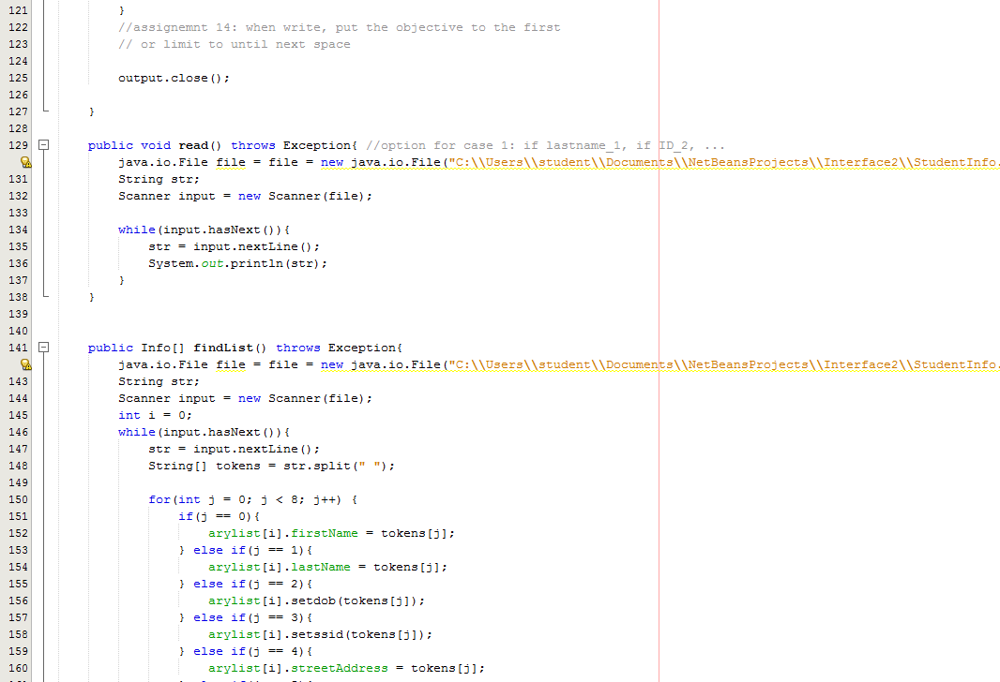 121 }
122 //assignemnt 14: when write, put the objective to the first
123 // or limit to until next space
124
125 output.close();
126
127 }
128
129 public void read() throws Exception{ //option for case 1: if lastname_1, if ID_2, ...
java.io.File file = file = new java.io.File("C:\\Users\\student\\Documents\\NetBeansProjects\\Interface2\\StudentInfo.
131 String str;
132 Scanner input = new Scanner(file);
133
134 while(input.hasNext()){
135 str = input.nextLine();
136 System.out.println(str);
137 }
138 }
139
140
141 public Info[] findList() throws Exception{
java.io.File file = file = new java.io.File("C:\\Users\\student\\Documents\\NetBeansProjects\\Interface2\\StudentInfo.
143 String str;
144 Scanner input = new Scanner(file);
145 int i = 0;
146 while(input.hasNext()){
147 str = input.nextLine();
148 String[] tokens = str.split(" ");
149
150 for(int j = 0; j < 8; j++) {
151 if(j == 0){
152 arylist[i].firstName = tokens[j];
153 } else if(j == 1){
154 arylist[i].lastName = tokens[j];
155 } else if(j == 2){
156 arylist[i].setdob(tokens[j]);
157 } else if(j == 3){
158 arylist[i].setssid(tokens[j]);
159 } else if(j == 4){
160 arylist[i].streetAddress = tokens[j];